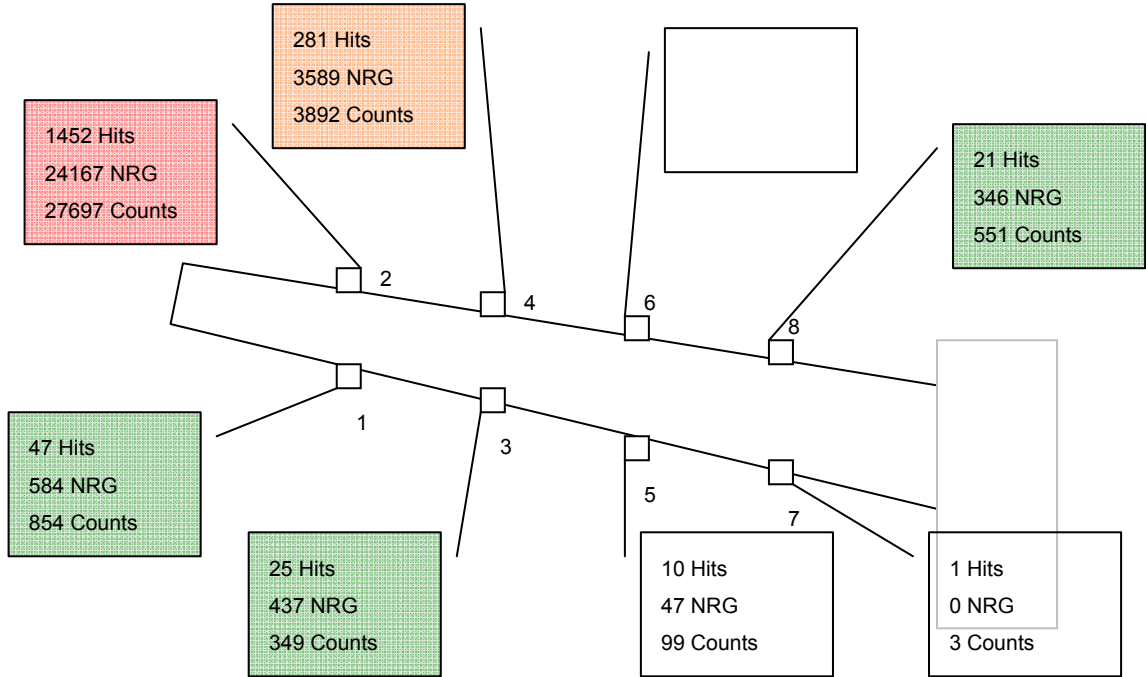 281 Hits
3589 NRG
3892 Counts
1452 Hits
24167 NRG
27697 Counts
21 Hits
346 NRG
551 Counts
2
4
6
8
1
3
5
7
47 Hits
584 NRG
854 Counts
25 Hits
437 NRG
349 Counts
10 Hits
47 NRG
99 Counts
1 Hits
0 NRG
3 Counts